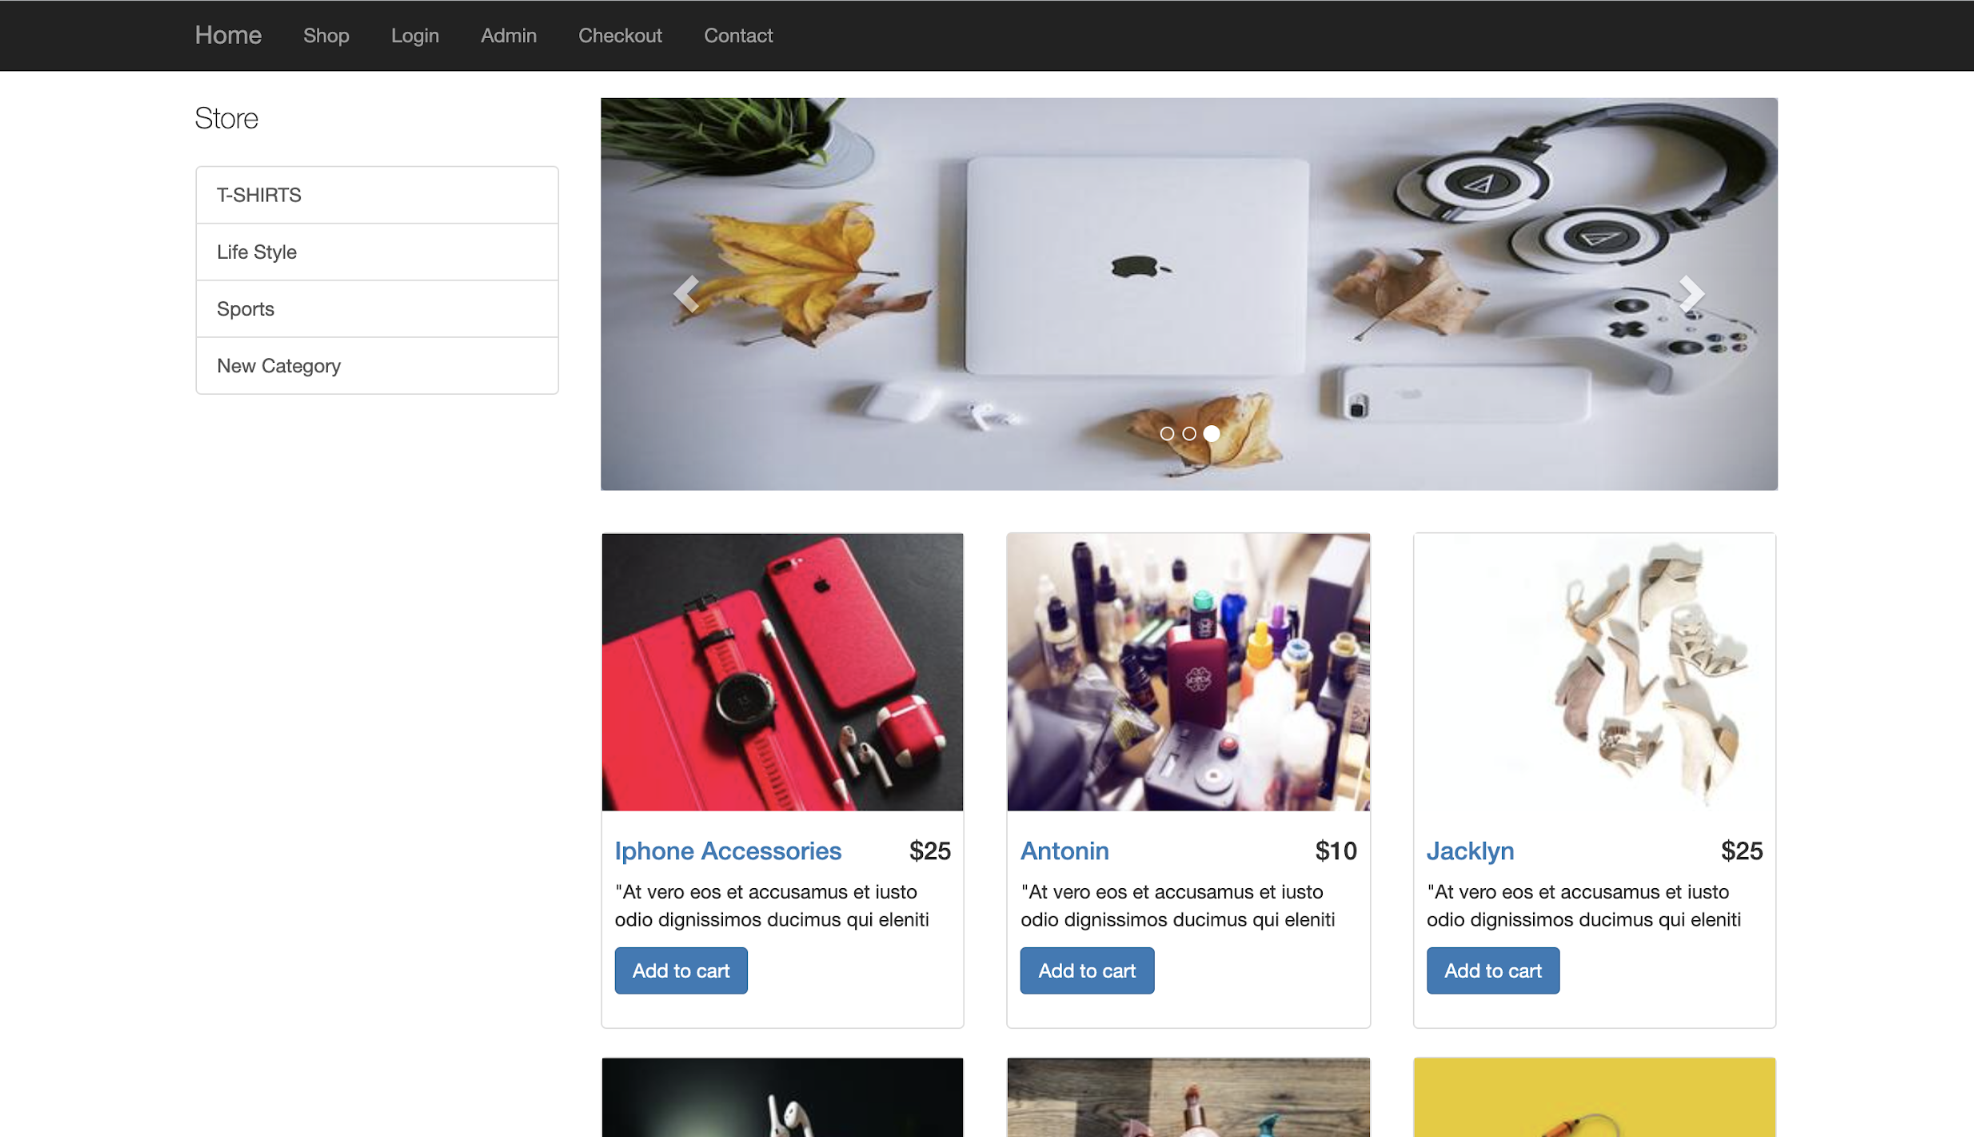 Home Shop Login Admin Checkout Contact
Store
T-SHIRTS
Life Style
Sports
New Category
Iphone Accessories $25
"At vero eos et accusamus et iusto
odio dignissimos ducimus qui eleniti
Add to cart
Antonin $10
"At vero eos et accusamus et iusto
odio dignissimos ducimus qui eleniti
Add to cart
Jacklyn $25
"At vero eos et accusamus et iusto
odio dignissimos ducimus qui eleniti
Add to cart